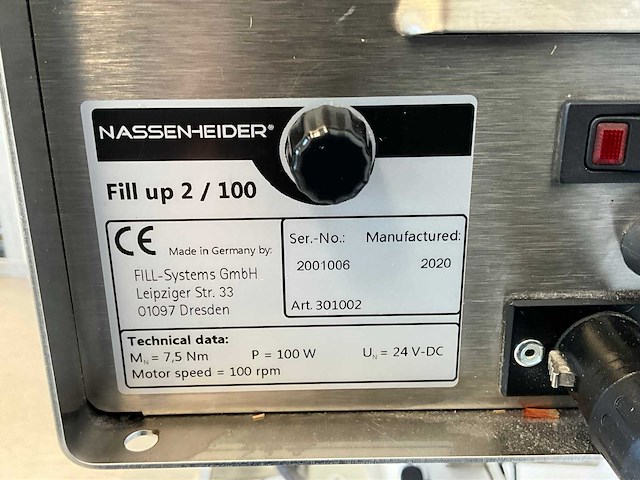 NASSENHEIDER®
Fill up 2 / 100
CE Made in Germany by:
FILL-Systems GmbH
Leipziger Str. 33
01097 Dresden
Ser.-No.: Manufactured:
2001006 2020
Art. 301002
Technical data:
MN = 7,5 Nm P = 100 W UN = 24 V-DC
Motor speed = 100 rpm